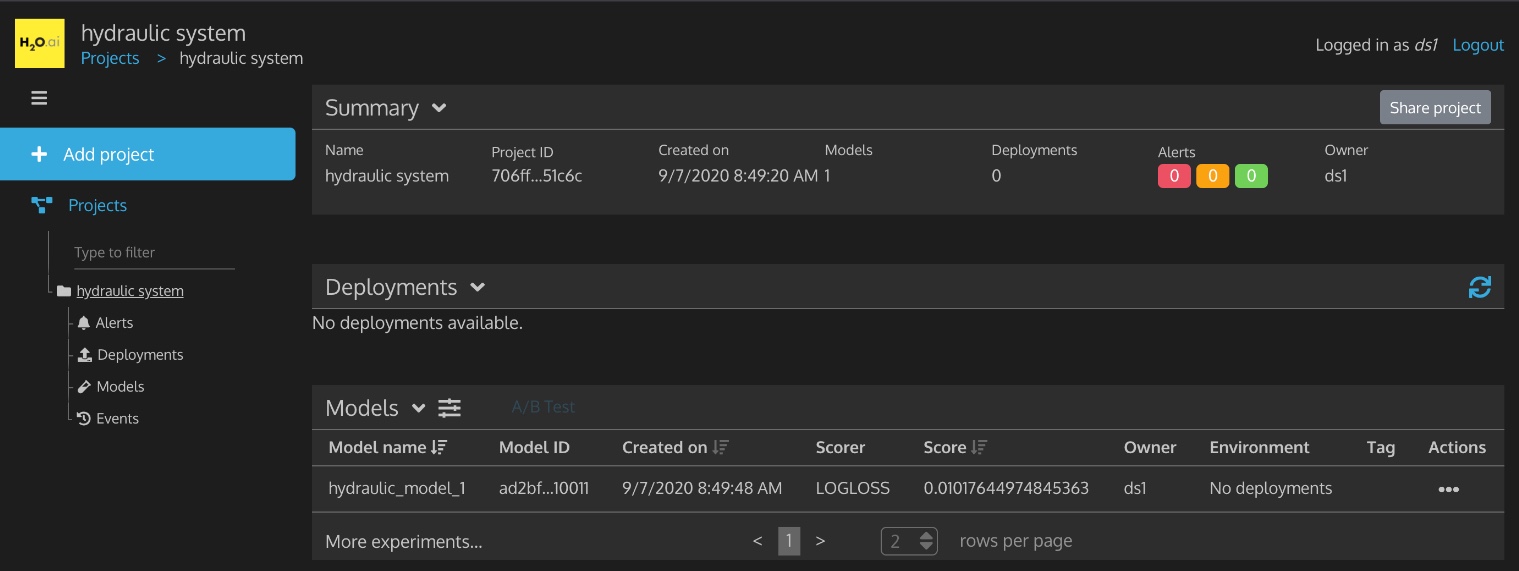 H2O.ai
hydraulic system
Projects > hydraulic system
Logged in as ds1 Logout
Add project
Projects
Type to filter
hydraulic system
Alerts
Deployments
Models
Events
Summary
Share project
Name Project ID Created on Models Deployments Alerts Owner
hydraulic system 706ff...51c6c 9/7/2020 8:49:20 AM 1 0 0 0 0 ds1
Deployments
No deployments available.
Models A/B Test
Model name Model ID Created on Scorer Score Owner Environment Tag Actions
hydraulic_model_1 ad2bf...10011 9/7/2020 8:49:48 AM LOGLOSS 0.01017644974845363 ds1 No deployments •••
More experiments... < 1 > 2 rows per page